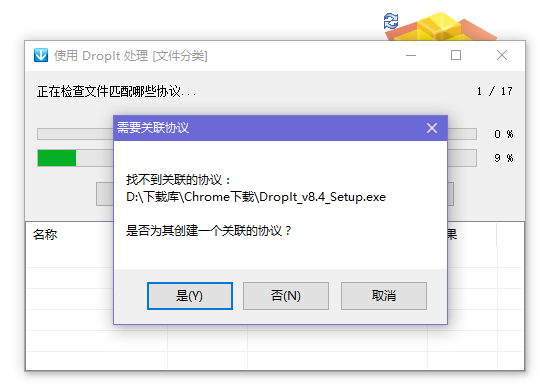 使用 DropIt 处理 [文件分类]
正在检查文件匹配哪些协议...
1 / 17
0 %
9 %
需要关联协议
找不到关联的协议：
D:\下载库\Chrome下载\DropIt_v8.4_Setup.exe
是否为其创建一个关联的协议？
是(Y)
否(N)
取消
名称
果